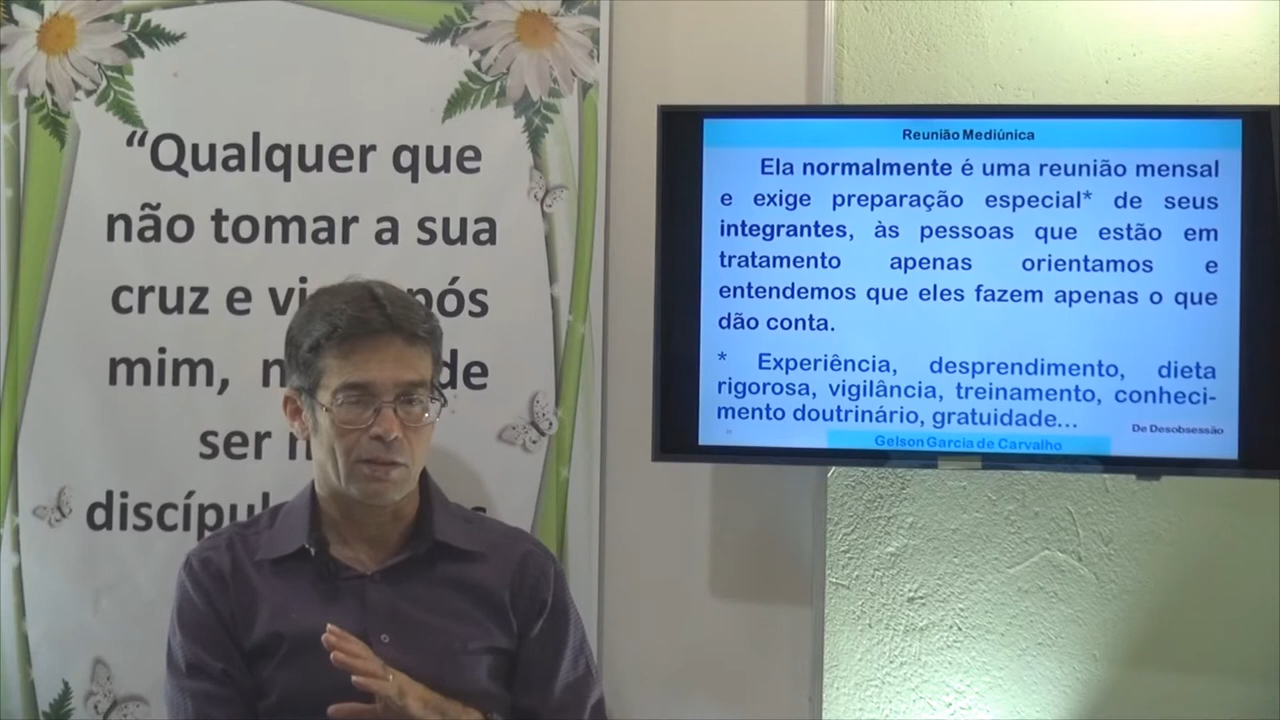 “Qualquer que
não tomar a sua
cruz e pós
mim, de
ser
Reunião Mediúnica
Ela normalmente é uma reunião mensal
e exige preparação especial* de seus
integrantes, às pessoas que estão em
tratamento apenas orientamos e
entendemos que eles fazem apenas o que
dão conta.
* Experiência, desprendimento, dieta
rigorosa, vigilância, treinamento, conheci-
mento doutrinário, gratuidade...
De Desobsessão
Gelson Garcia de Carvalho